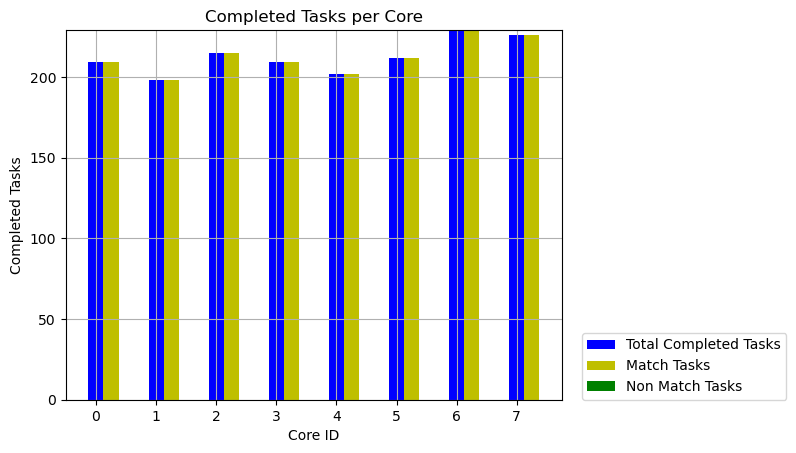 Completed Tasks per Core
Completed Tasks
200
150
100
50
0
0 1 2 3 4 5 6 7
Core ID
Total Completed Tasks
Match Tasks
Non Match Tasks